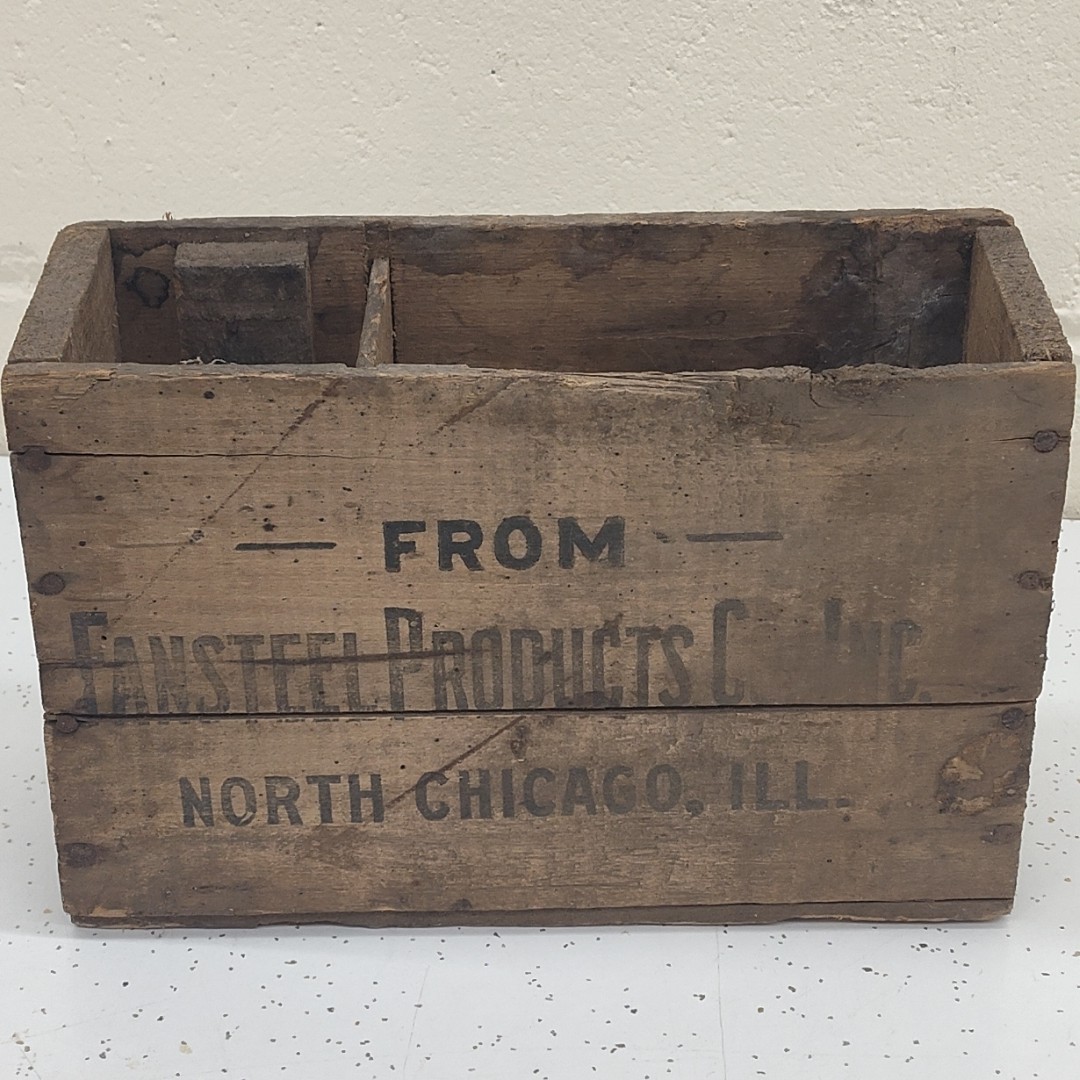 — FROM —
FANSTEEL PRODUCTS C INC.
NORTH CHICAGO, ILL.